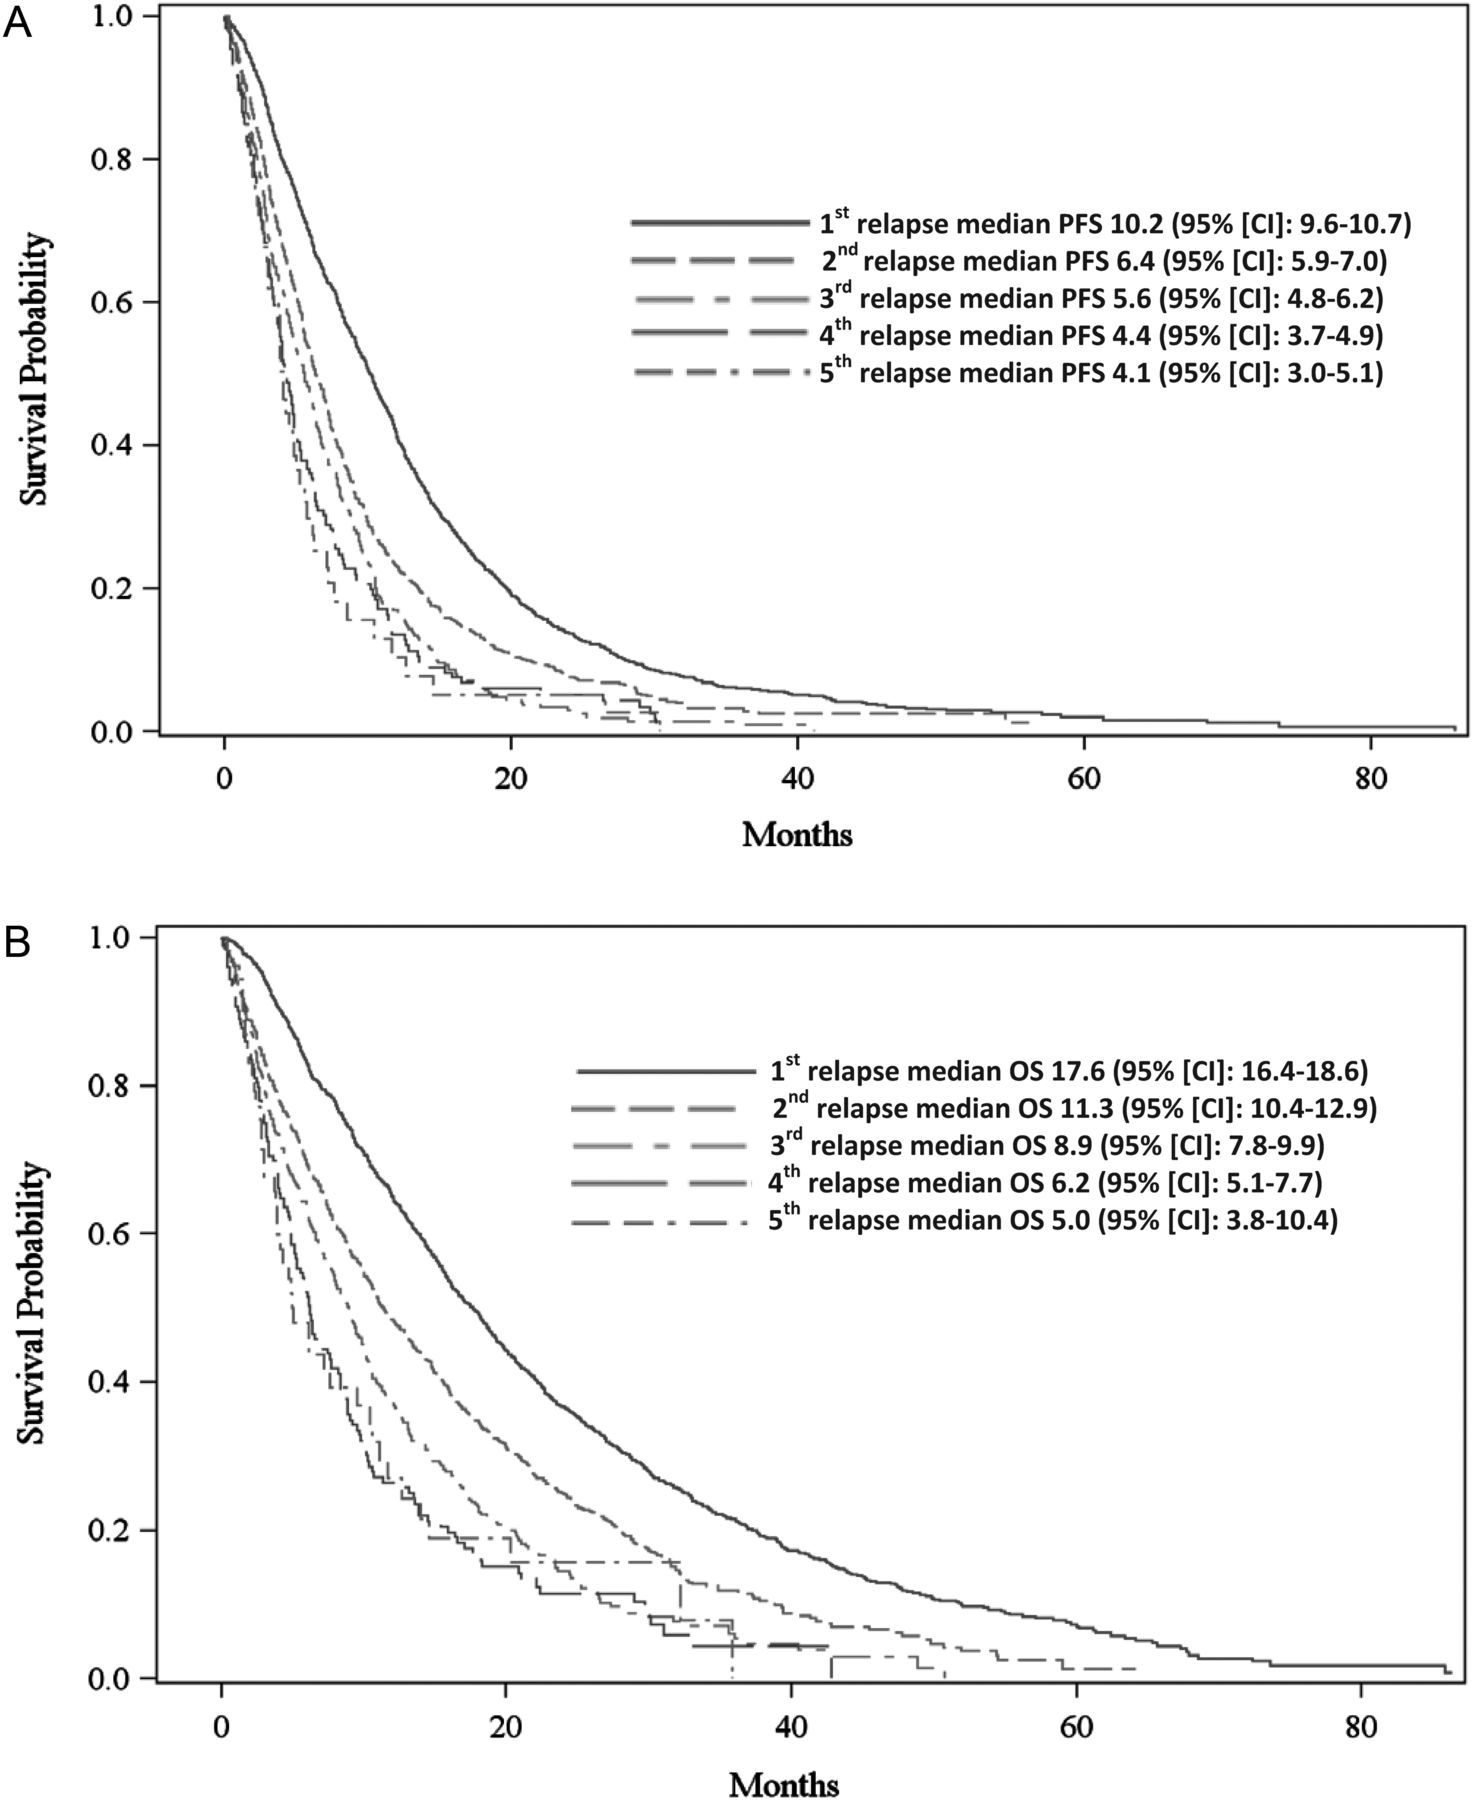 A
1.0
0.8
0.6
0.4
0.2
0.0
Survival Probability
1st relapse median PFS 10.2 (95% [CI]: 9.6-10.7)
2nd relapse median PFS 6.4 (95% [CI]: 5.9-7.0)
3rd relapse median PFS 5.6 (95% [CI]: 4.8-6.2)
4th relapse median PFS 4.4 (95% [CI]: 3.7-4.9)
5th relapse median PFS 4.1 (95% [CI]: 3.0-5.1)
0 20 40 60 80
Months
B
1.0
0.8
0.6
0.4
0.2
0.0
Survival Probability
1st relapse median OS 17.6 (95% [CI]: 16.4-18.6)
2nd relapse median OS 11.3 (95% [CI]: 10.4-12.9)
3rd relapse median OS 8.9 (95% [CI]: 7.8-9.9)
4th relapse median OS 6.2 (95% [CI]: 5.1-7.7)
5th relapse median OS 5.0 (95% [CI]: 3.8-10.4)
0 20 40 60 80
Months